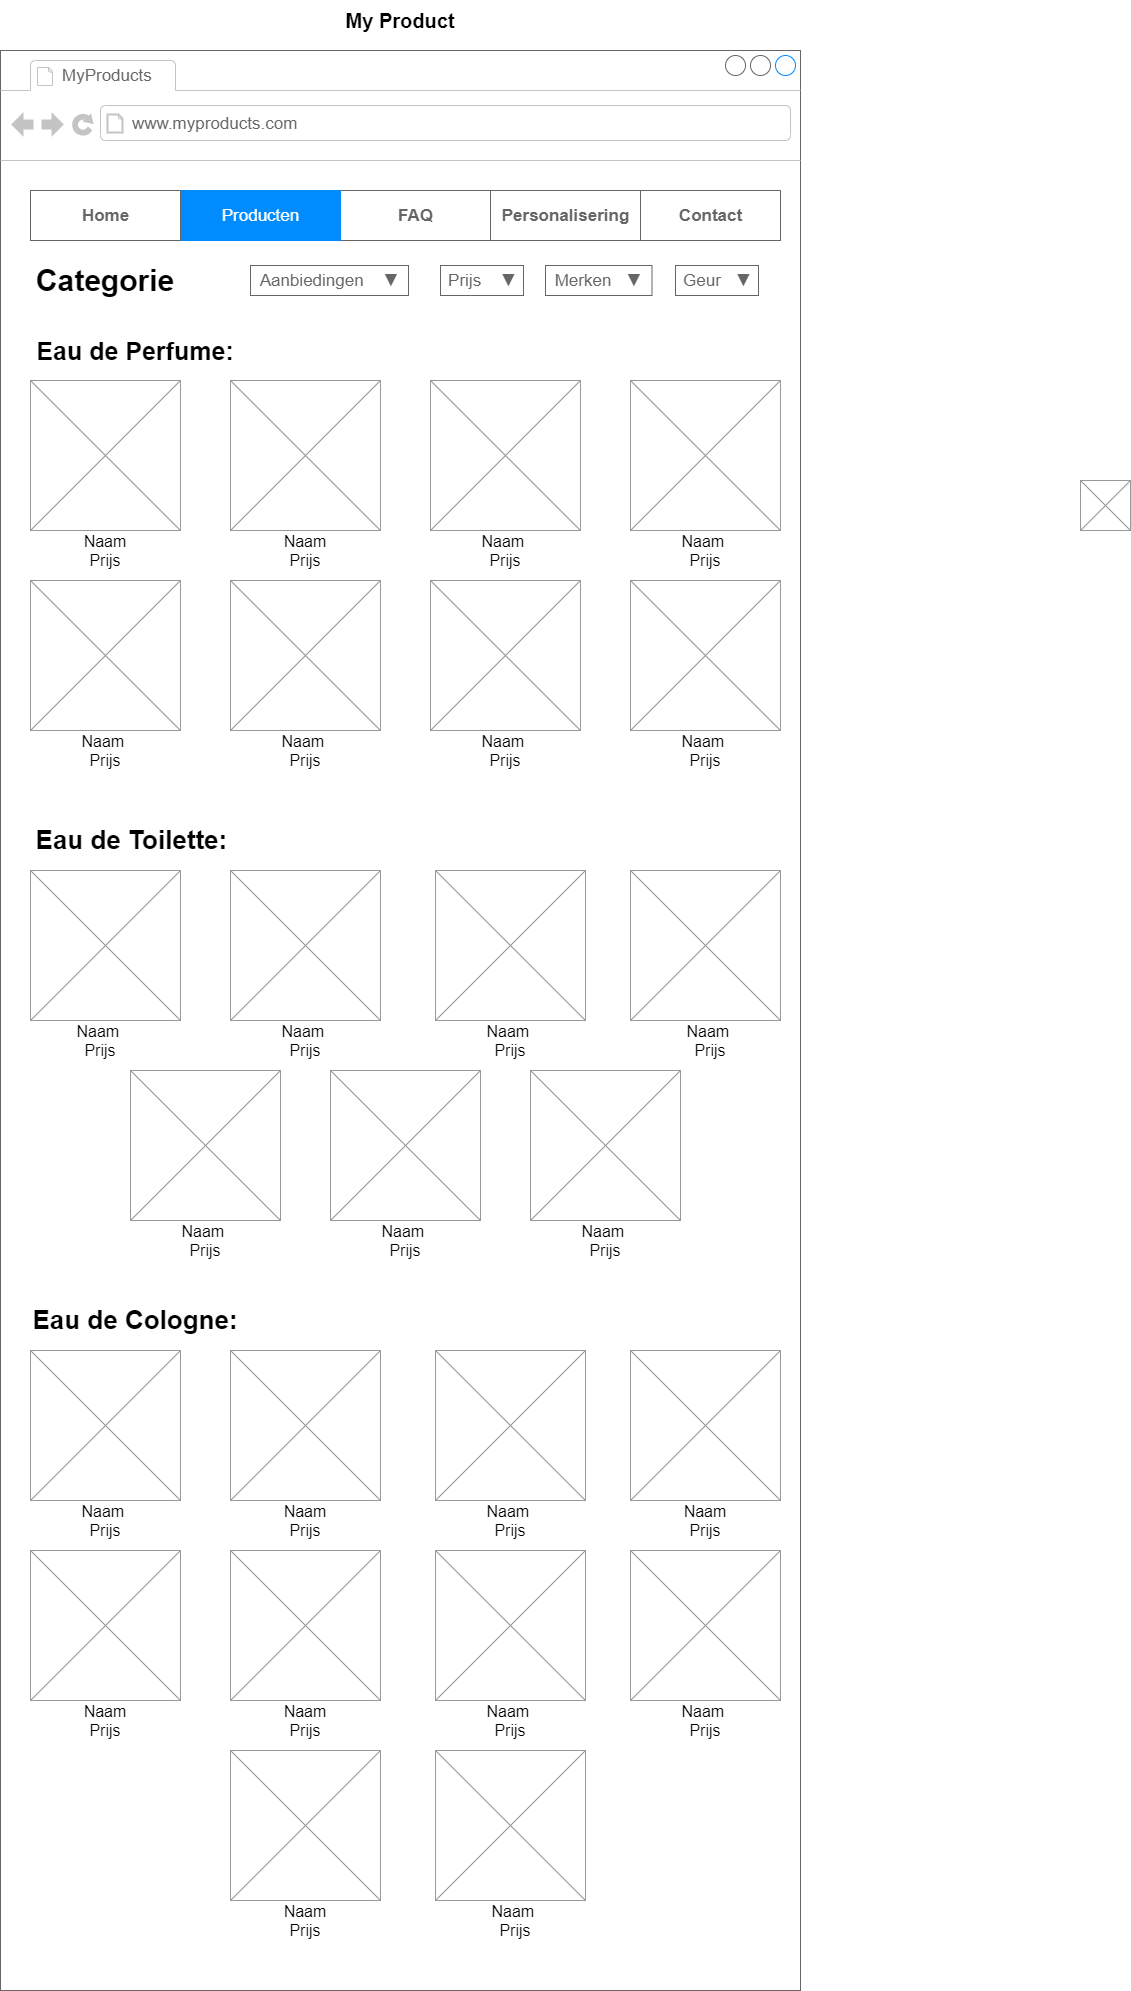 My Product
MyProducts
www.myproducts.com
Home Producten FAQ Personalisering Contact
Categorie Aanbiedingen Prijs Merken Geur
Eau de Perfume:
Naam Naam Naam Naam
Prijs Prijs Prijs Prijs
Naam Naam Naam Naam
Prijs Prijs Prijs Prijs
Eau de Toilette:
Naam Naam Naam Naam
Prijs Prijs Prijs Prijs
Naam Naam Naam
Prijs Prijs Prijs
Eau de Cologne:
Naam Naam Naam Naam
Prijs Prijs Prijs Prijs
Naam Naam Naam Naam
Prijs Prijs Prijs Prijs
Naam Naam
Prijs Prijs